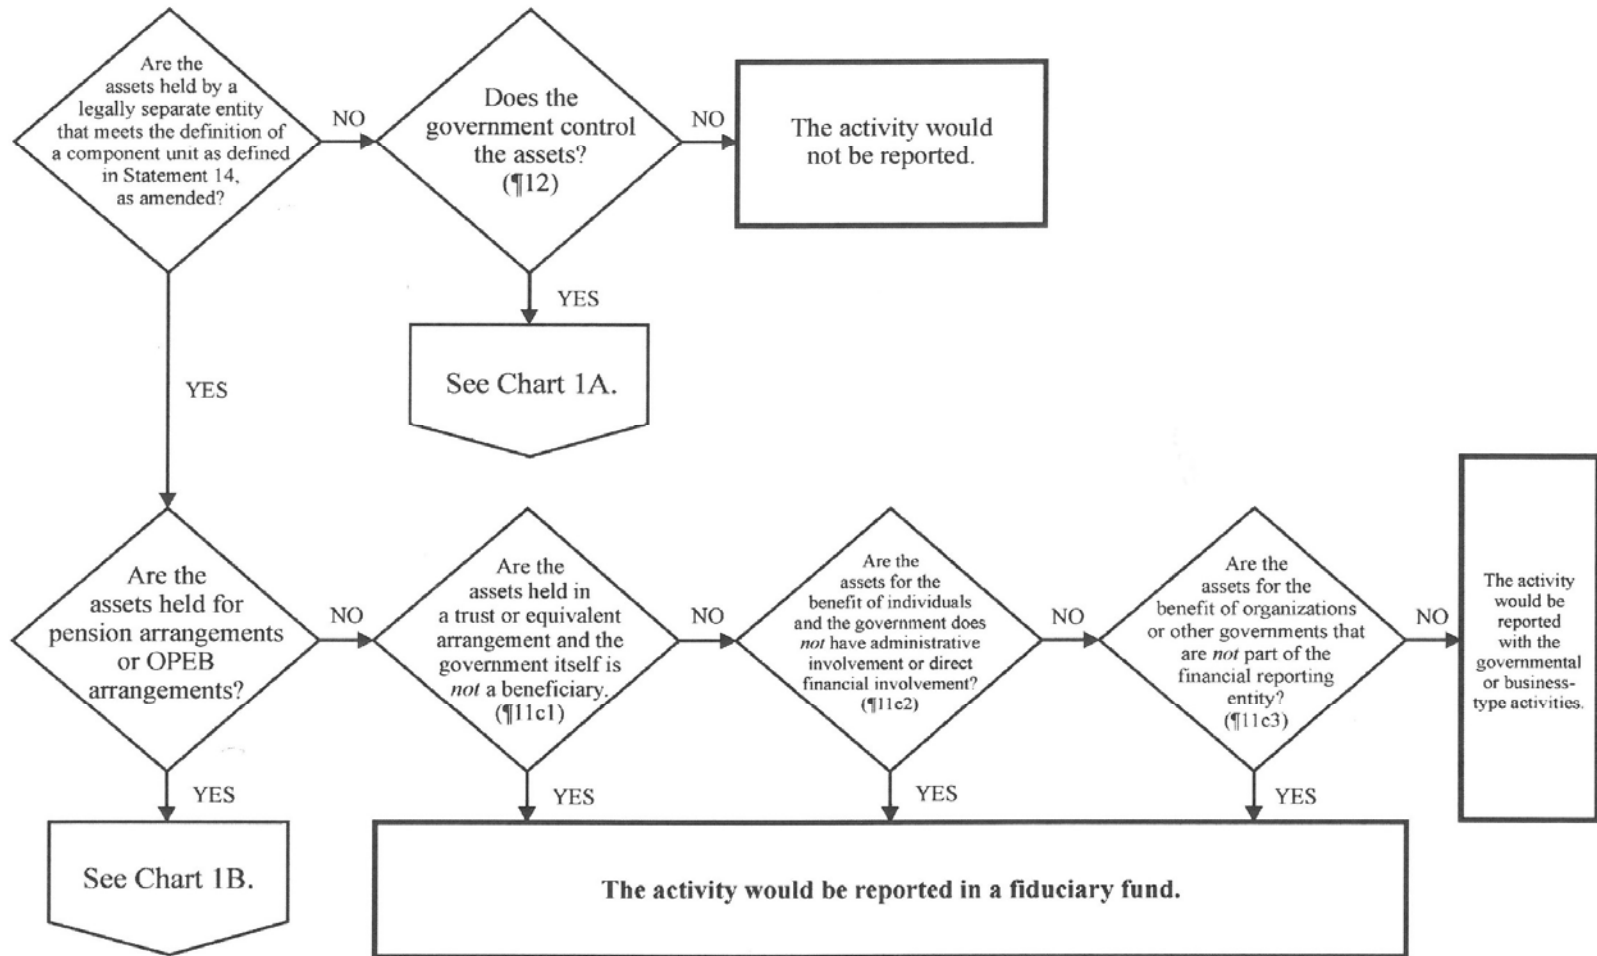 Are the
assets held by a
legally separate entity
that meets the definition of
a component unit as defined
in Statement 14,
as amended?
NO
Does the
government control
the assets?
(¶12)
NO
The activity would
not be reported.
YES
See Chart 1A.
YES
Are the
assets held for
pension arrangements
or OPEB
arrangements?
NO
Are the
assets held in
a trust or equivalent
arrangement and the
government itself is
not a beneficiary.
(¶11c1)
NO
Are the
assets for the
benefit of individuals
and the government does
not have administrative
involvement or direct
financial involvement?
(¶11c2)
NO
Are the
assets for the
benefit of organizations
or other governments that
are not part of the
financial reporting
entity?
(¶11c3)
NO
The activity
would be
reported
with the
governmental
or business-
type activities.
YES
See Chart 1B.
YES
YES
YES
The activity would be reported in a fiduciary fund.